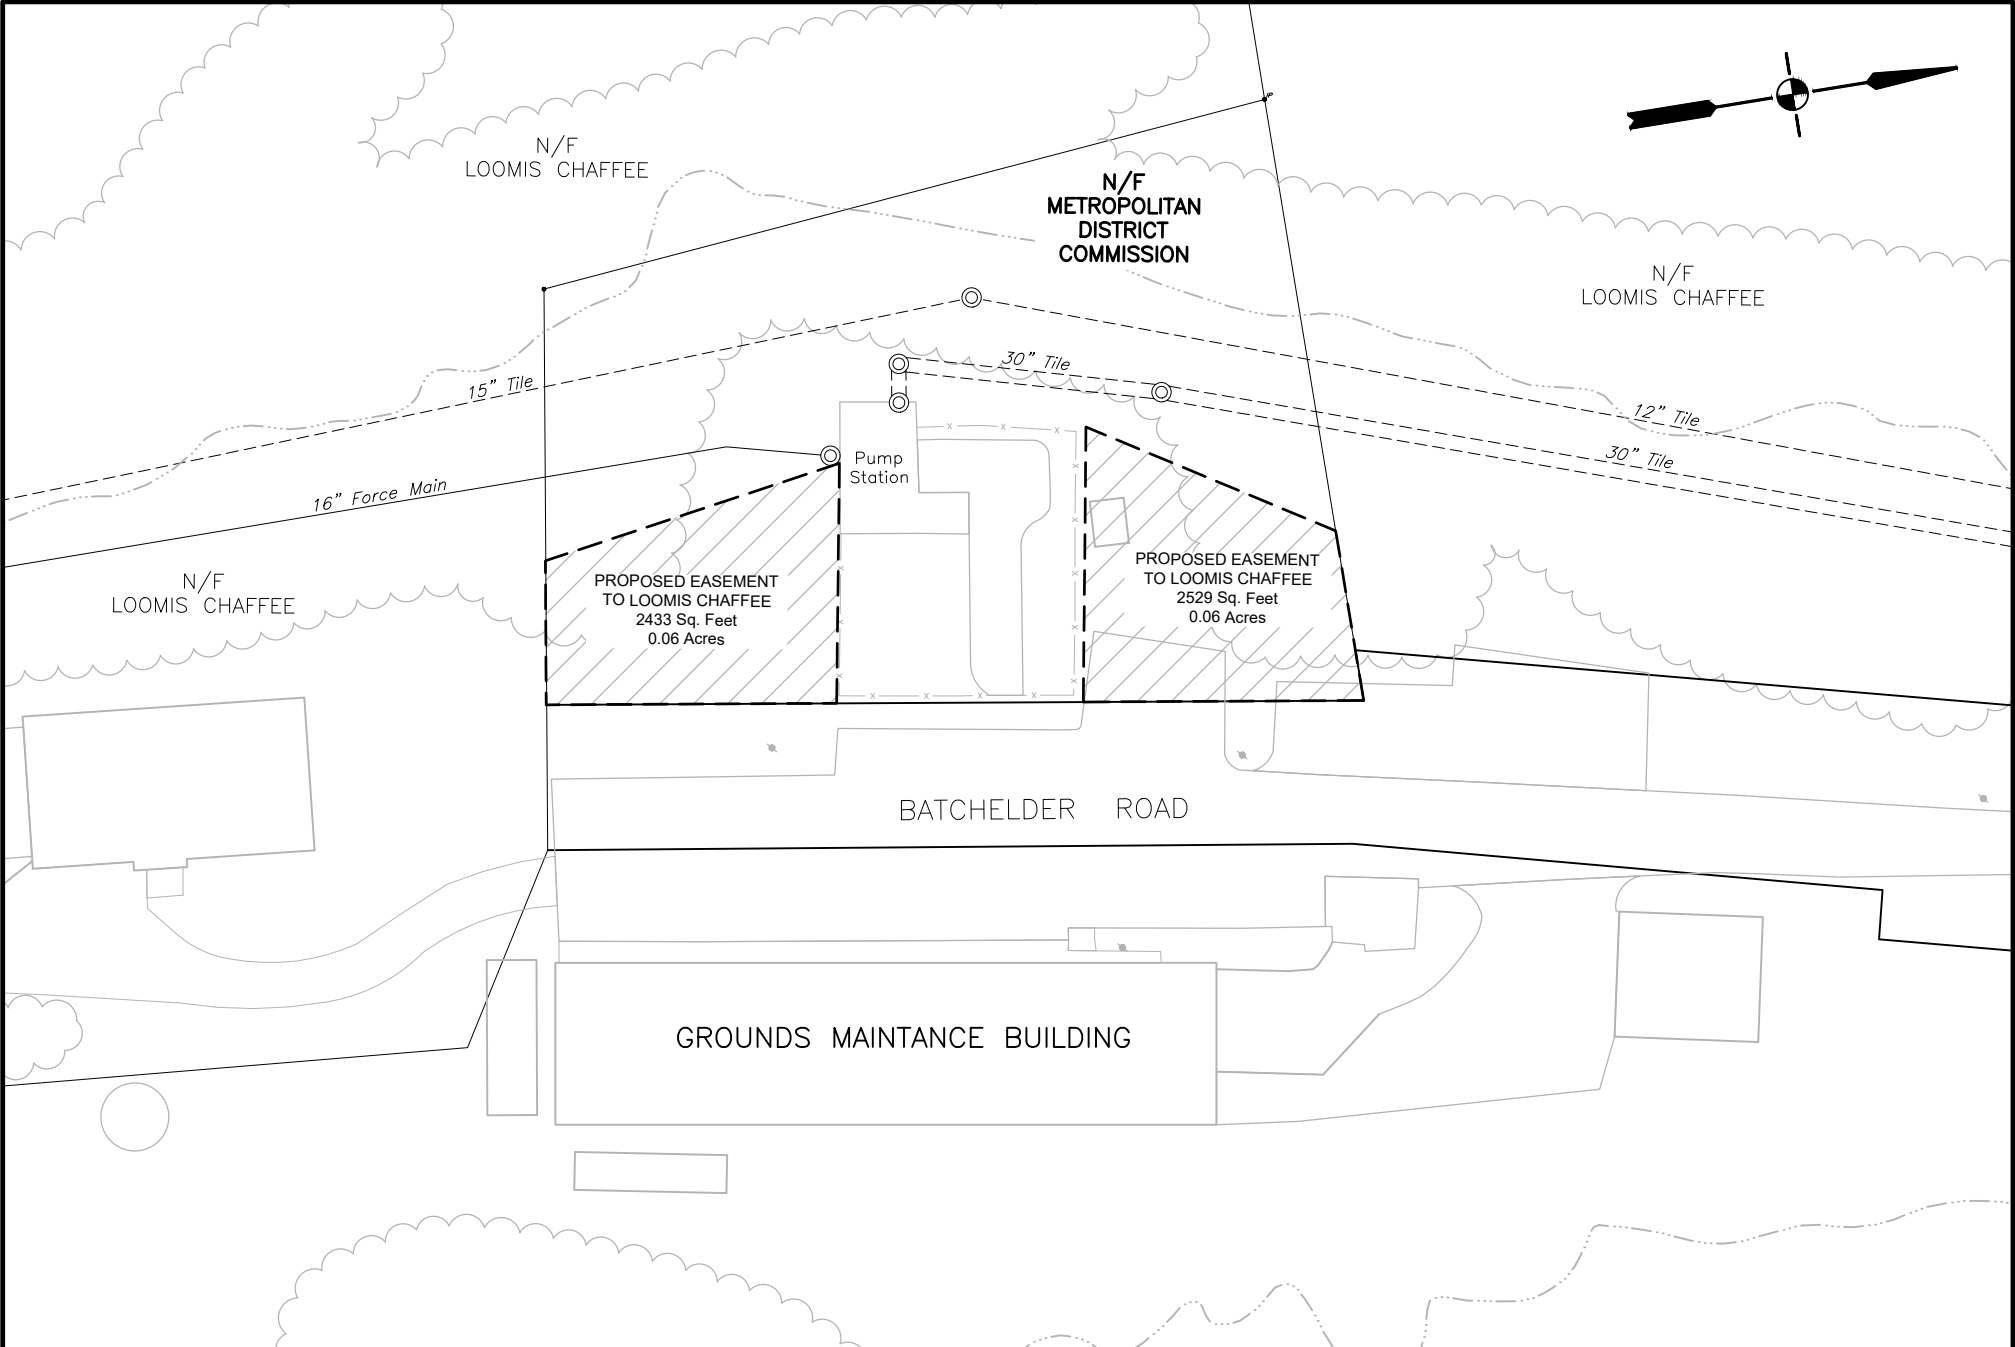 N/F
LOOMIS CHAFFEE
N/F
METROPOLITAN
DISTRICT
COMMISSION
N/F
LOOMIS CHAFFEE
15” Tile
30” Tile
12” Tile
30” Tile
16” Force Main
Pump
Station
N/F
LOOMIS CHAFFEE
PROPOSED EASEMENT
TO LOOMIS CHAFFEE
2433 Sq. Feet
0.06 Acres
PROPOSED EASEMENT
TO LOOMIS CHAFFEE
2529 Sq. Feet
0.06 Acres
BATCHELDER ROAD
GROUNDS MAINTANCE BUILDING